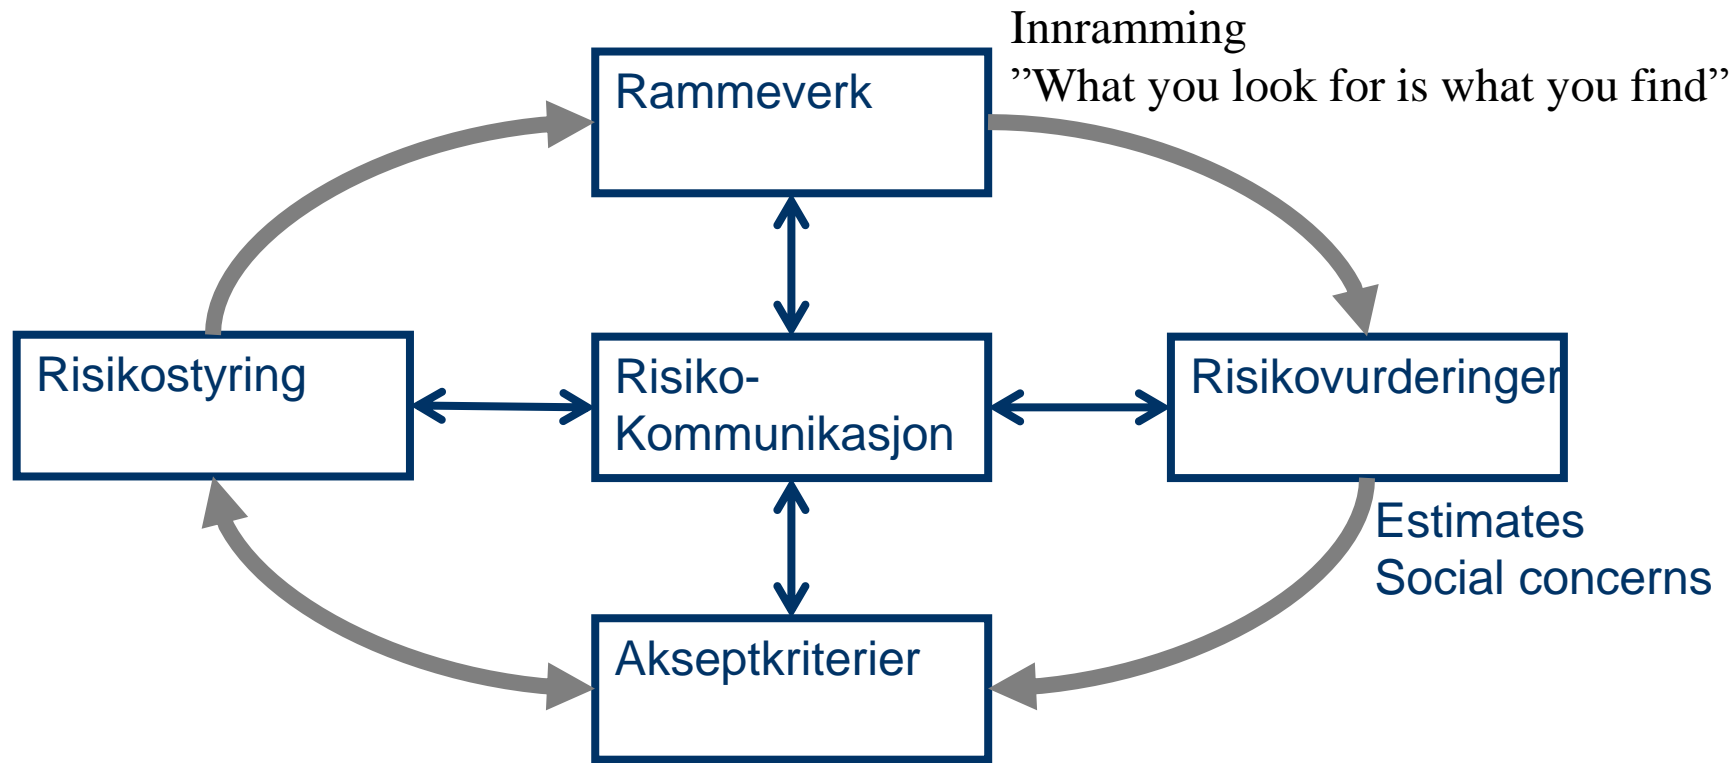 Innramming
”What you look for is what you find”
Rammeverk
Risikostyring
Risiko-
Kommunikasjon
Risikovurderinger
Estimates
Social concerns
Akseptkriterier